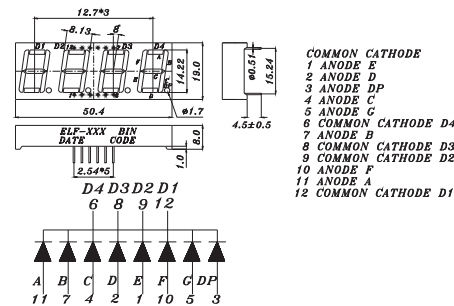 12.7*3
8.13
8
D1
D2
D3
D4
A
F
B
G
E
C
D
14.22
19.0
50.4
ø1.7
ø0.51
15.24
4.5±0.5
ELF-XXX BIN
DATE CODE
8.0
1.0
2.54*5
COMMON CATHODE
1 ANODE E
2 ANODE D
3 ANODE DP
4 ANODE C
5 ANODE G
6 COMMON CATHODE D4
7 ANODE B
8 COMMON CATHODE D3
9 COMMON CATHODE D2
10 ANODE F
11 ANODE A
12 COMMON CATHODE D1
D4 D3 D2 D1
6 8 9 12
A B C D E F G DP
11 7 4 2 1 10 5 3